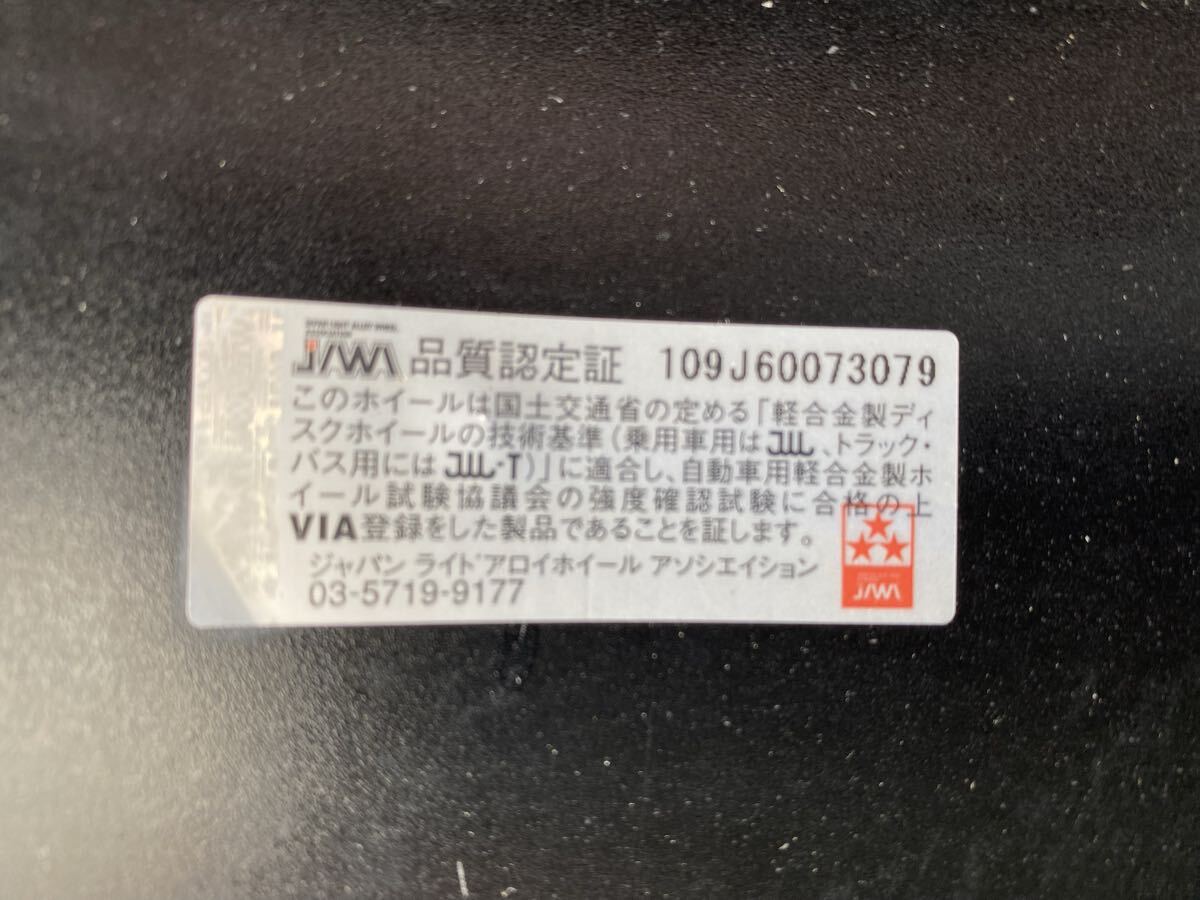 JAPAN LIGHT ALLOY WHEEL
ASSOCIATION
JAWA 品質認定証 109J60073079
このホイールは国土交通省の定める「軽合金製ディ
スクホイールの技術基準（乗用車用はJWL、トラック・
バス用にはJWL-T）」に適合し、自動車用軽合金製ホ
イール試験協議会の強度確認試験に合格の上
VIA登録をした製品であることを証します。
ジャパン ライドアロイホイール アソシエイション
03-5719-9177
JAWA